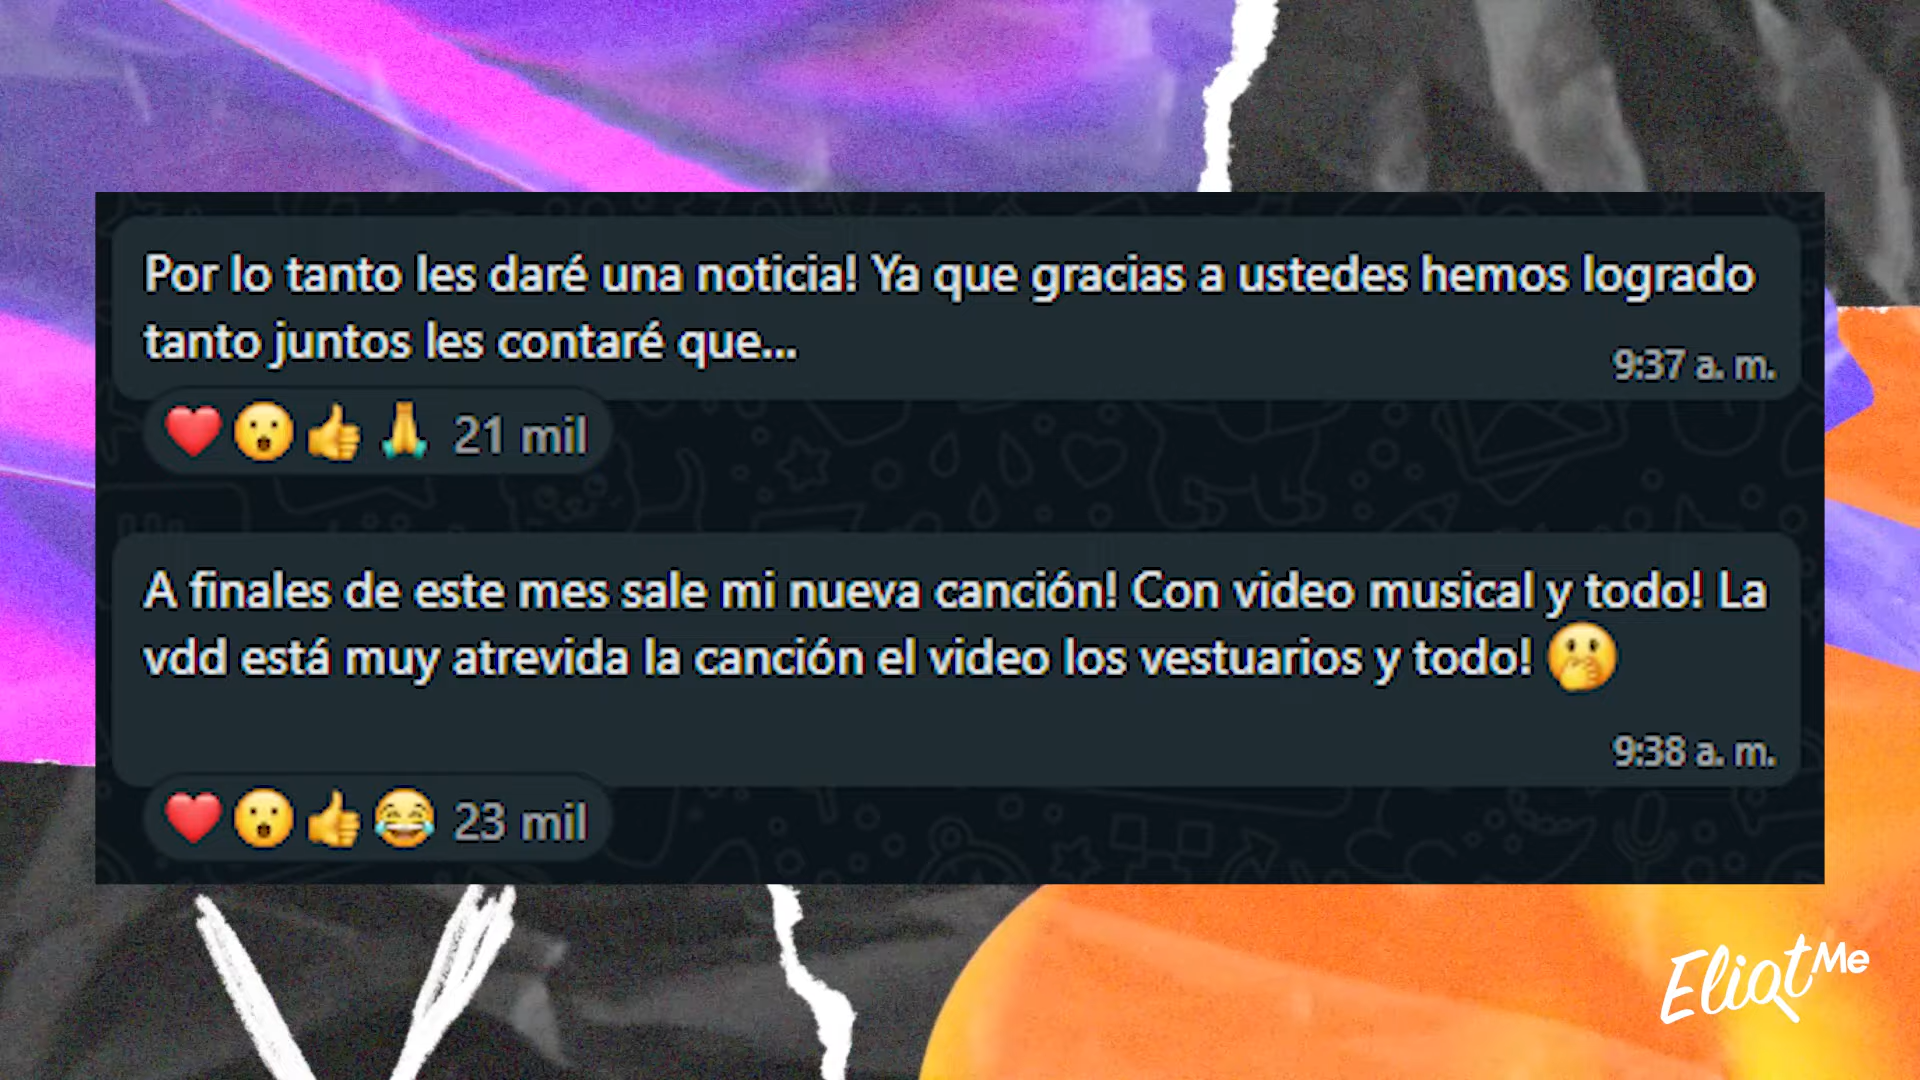 Por lo tanto les daré una noticia! Ya que gracias a ustedes hemos logrado
tanto juntos les contaré que...
9:37 a. m.
❤️😮👍🙏 21 mil
A finales de este mes sale mi nueva canción! Con video musical y todo! La
vdd está muy atrevida la canción el video los vestuarios y todo! 🫢
9:38 a. m.
❤️😮👍😂 23 mil
Eliot Me